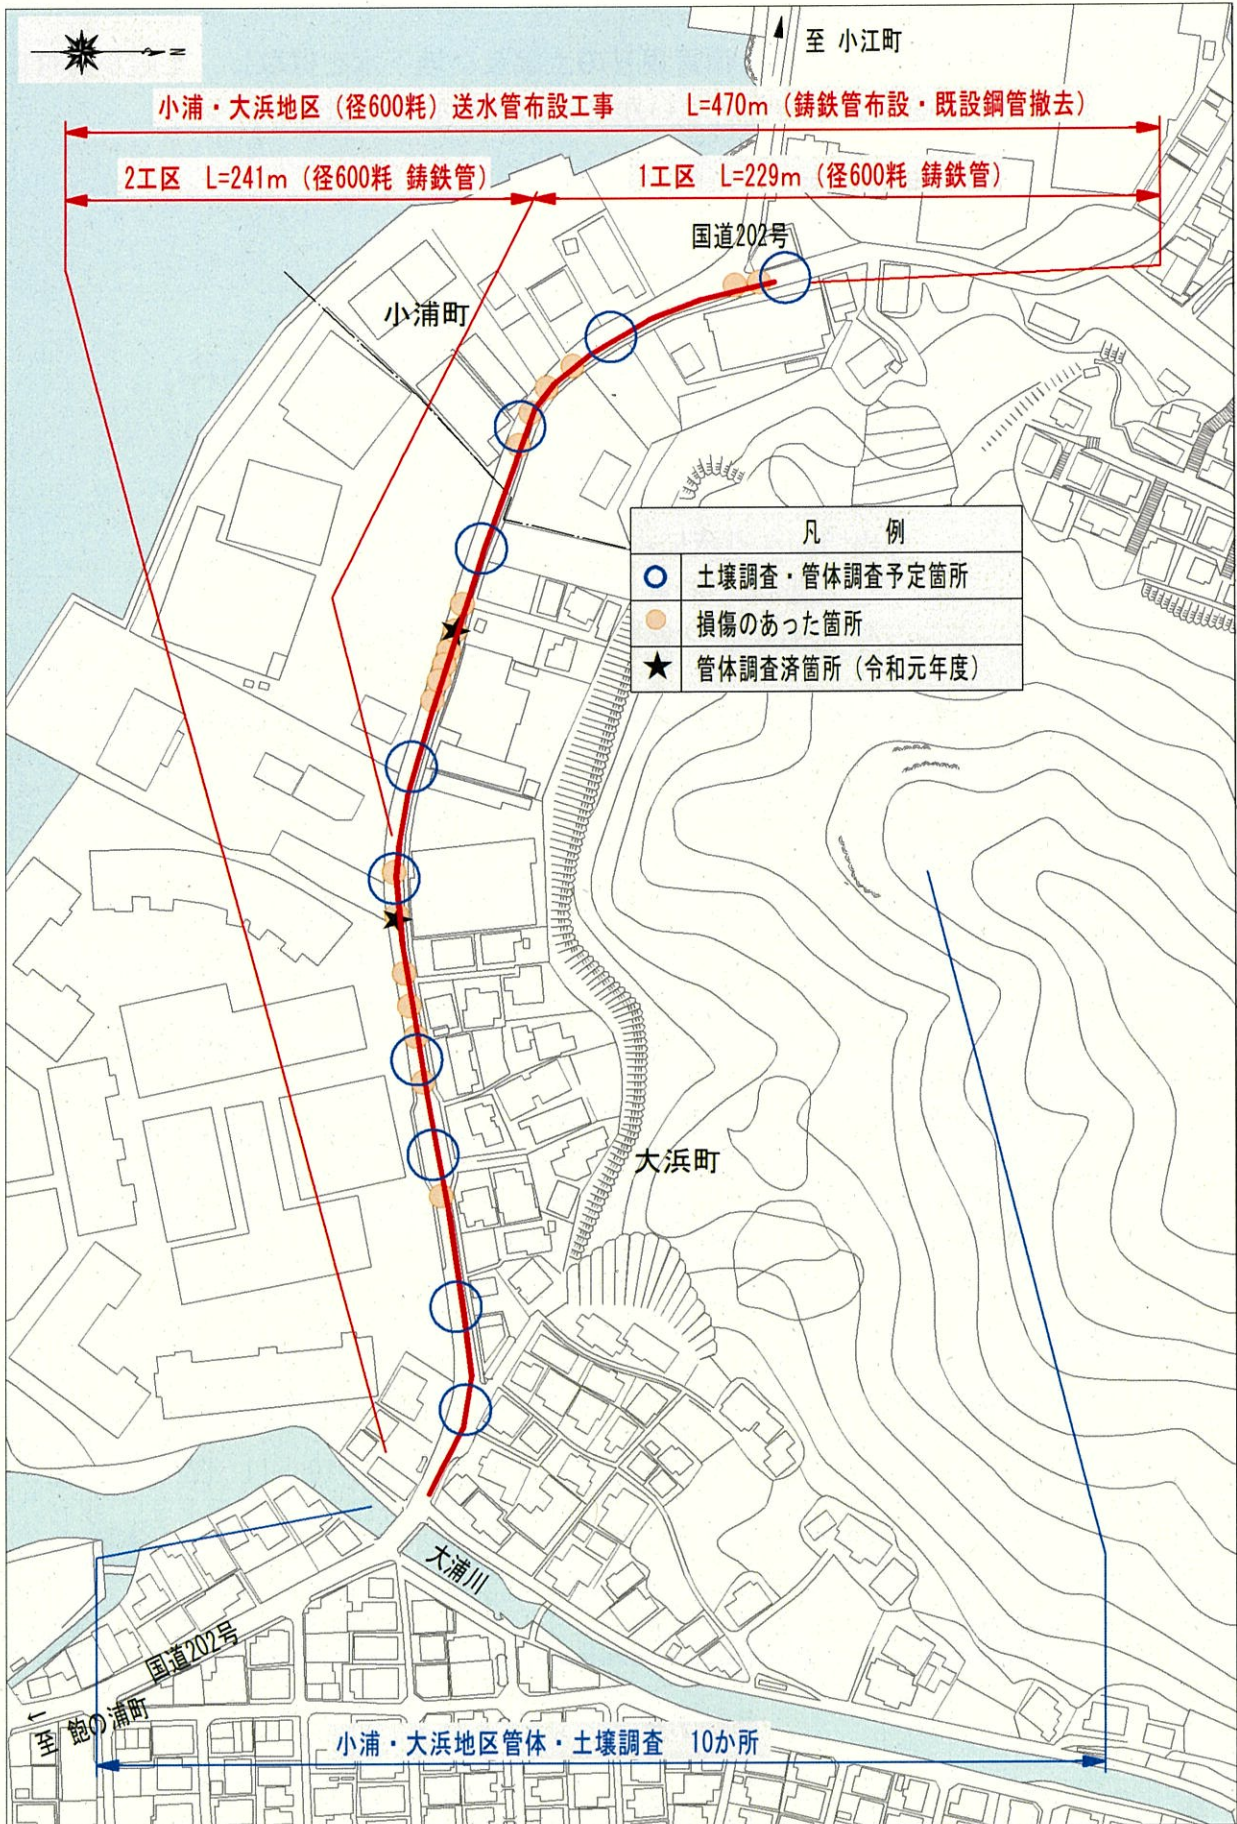 N
至 小江町
小浦・大浜地区（径600粍）送水管布設工事 L=470m（鋳鉄管布設・既設鋼管撤去）
2工区 L=241m（径600粍 鋳鉄管）
1工区 L=229m（径600粍 鋳鉄管）
国道202号
小浦町
凡 例
土壌調査・管体調査予定箇所
損傷のあった箇所
管体調査済箇所（令和元年度）
大浜町
大浦川
国道202号
至 飽の浦町
小浦・大浜地区管体・土壌調査 10か所